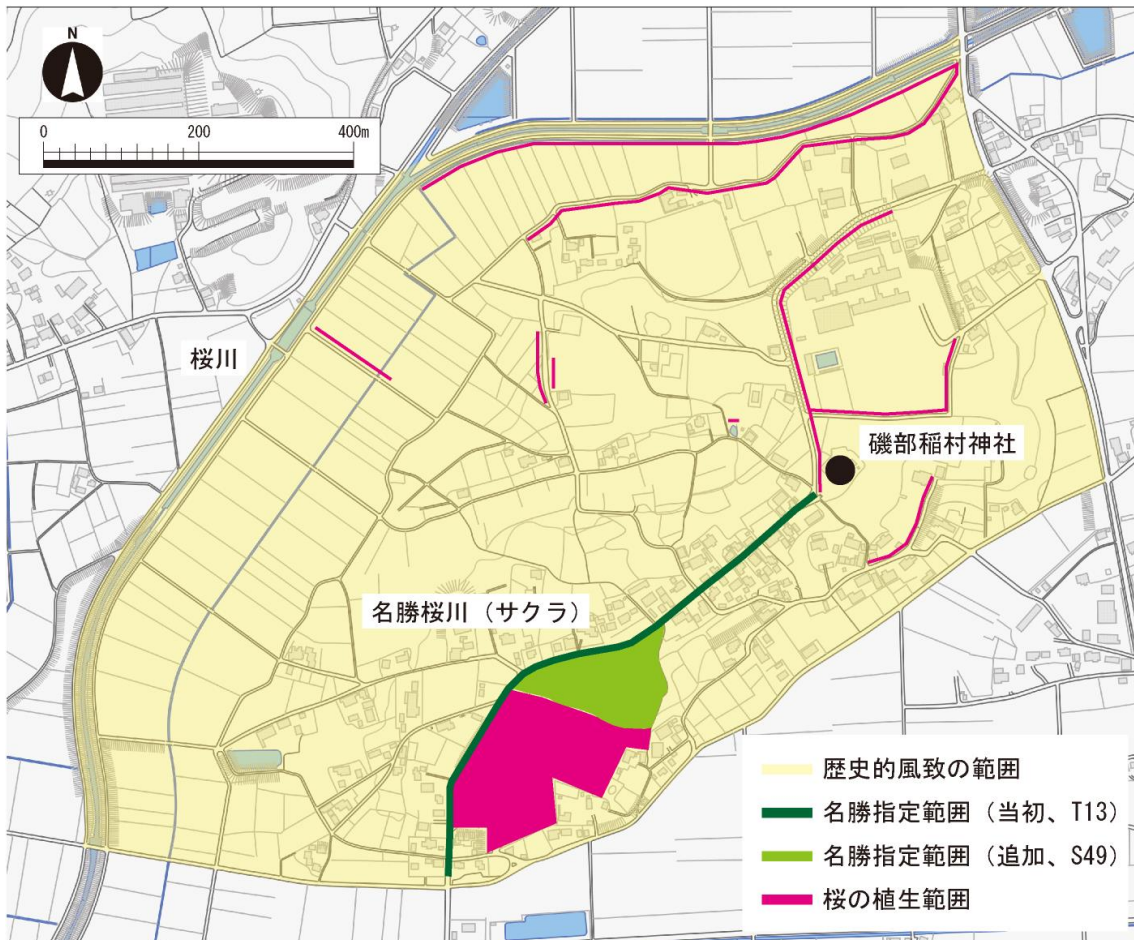 N
0 200 400m
桜川
磯部稲村神社
名勝桜川（サクラ）
歴史的風致の範囲
名勝指定範囲（当初、T13）
名勝指定範囲（追加、S49）
桜の植生範囲